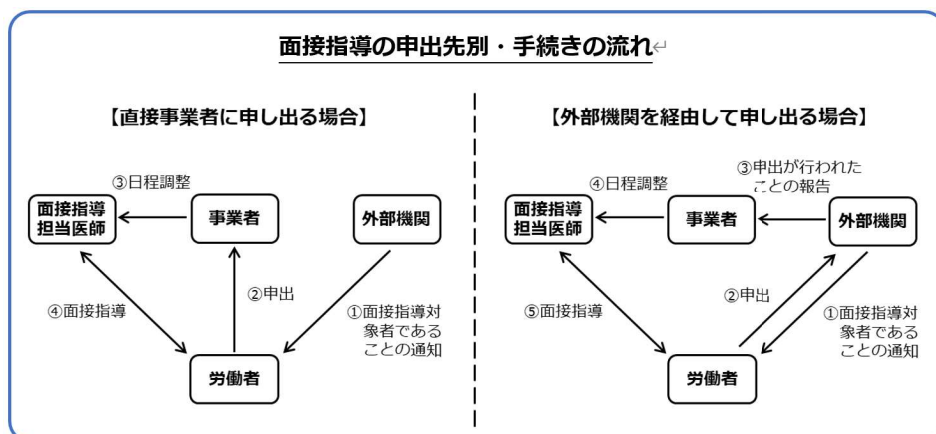 面接指導の申出先別・手続きの流れ↵
【直接事業者に申し出る場合】
③日程調整
面接指導
担当医師
事業者
外部機関
④面接指導
②申出
①面接指導対
象者である
ことの通知
労働者
【外部機関を経由して申し出る場合】
④日程調整
③申出が行われた
ことの報告
面接指導
担当医師
事業者
外部機関
⑤面接指導
②申出
①面接指導対
象者である
ことの通知
労働者